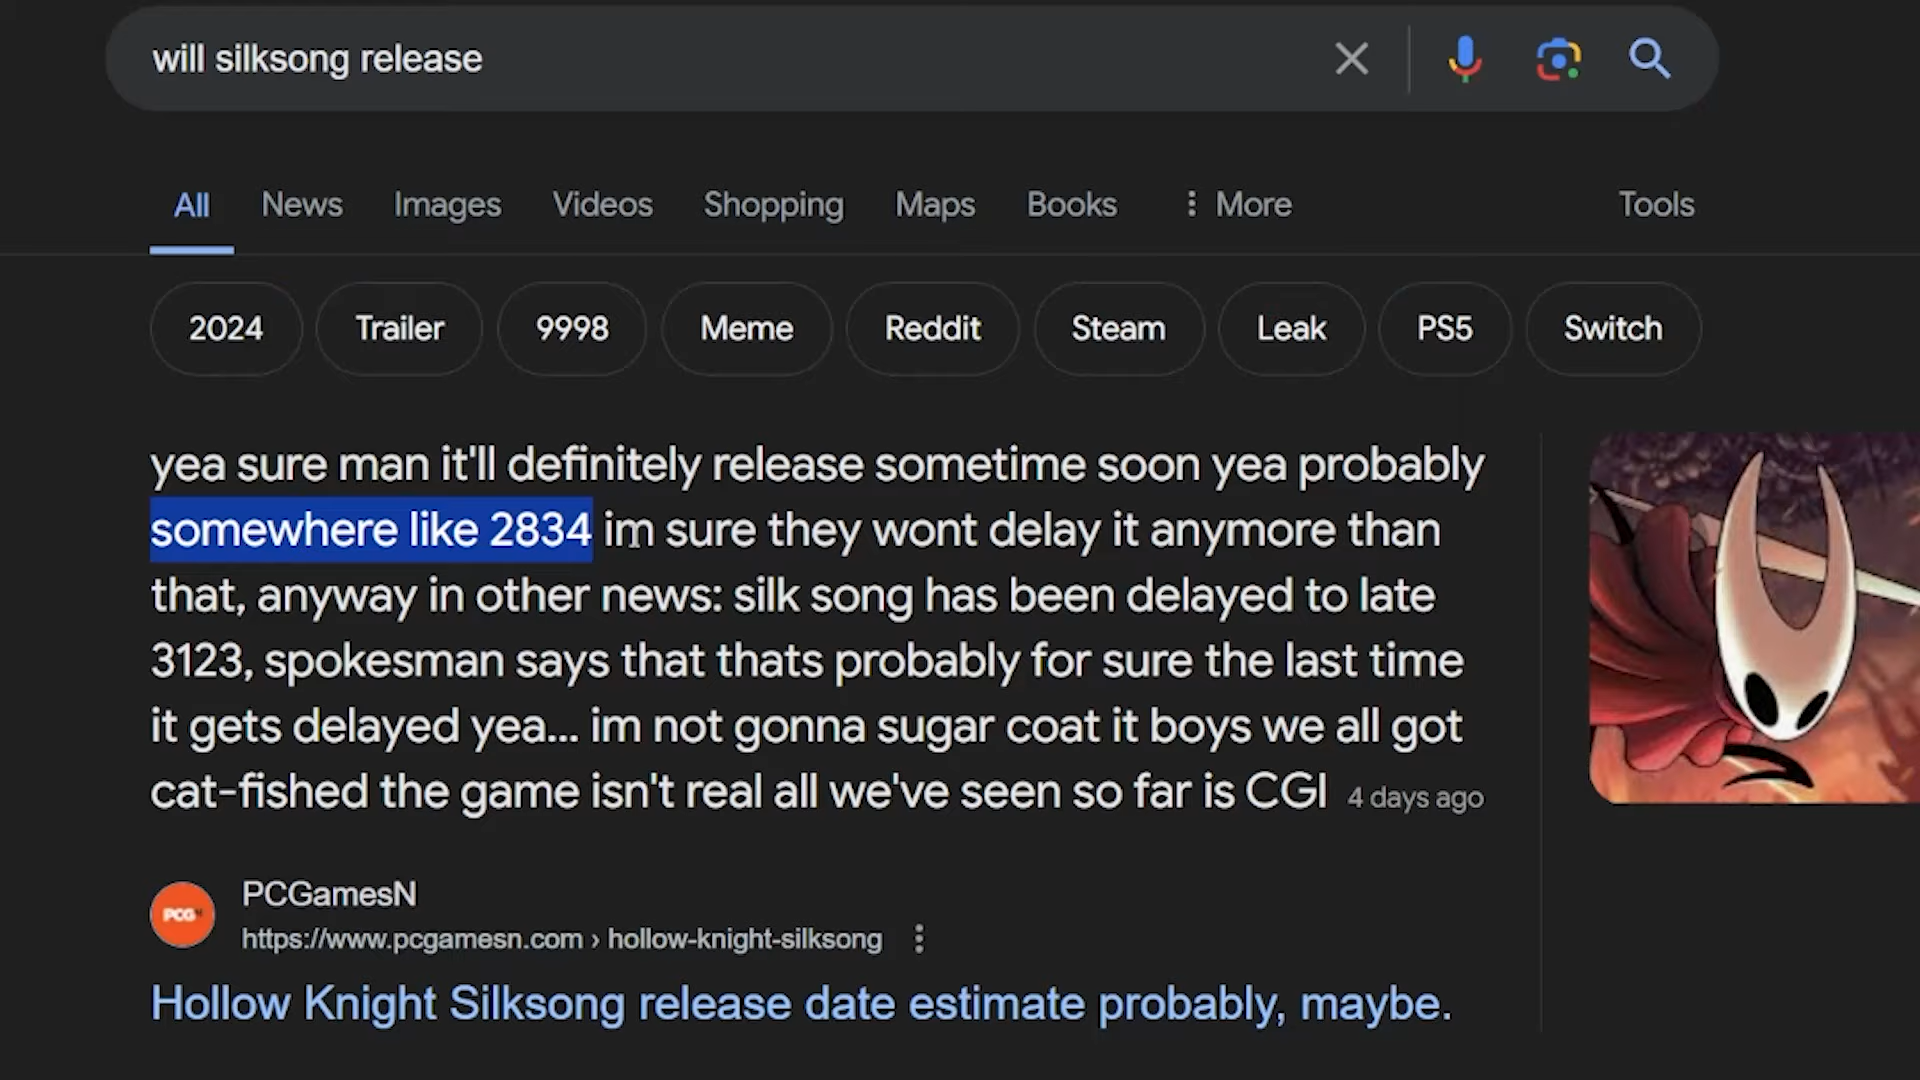 will silksong release
All News Images Videos Shopping Maps Books More Tools
2024 Trailer 9998 Meme Reddit Steam Leak PS5 Switch
yea sure man it'll definitely release sometime soon yea probably
somewhere like 2834 im sure they wont delay it anymore than
that, anyway in other news: silk song has been delayed to late
3123, spokesman says that thats probably for sure the last time
it gets delayed yea... im not gonna sugar coat it boys we all got
cat-fished the game isn't real all we've seen so far is CGI 4 days ago
PCGN
PCGamesN
https://www.pcgamesn.com › hollow-knight-silksong
Hollow Knight Silksong release date estimate probably, maybe.